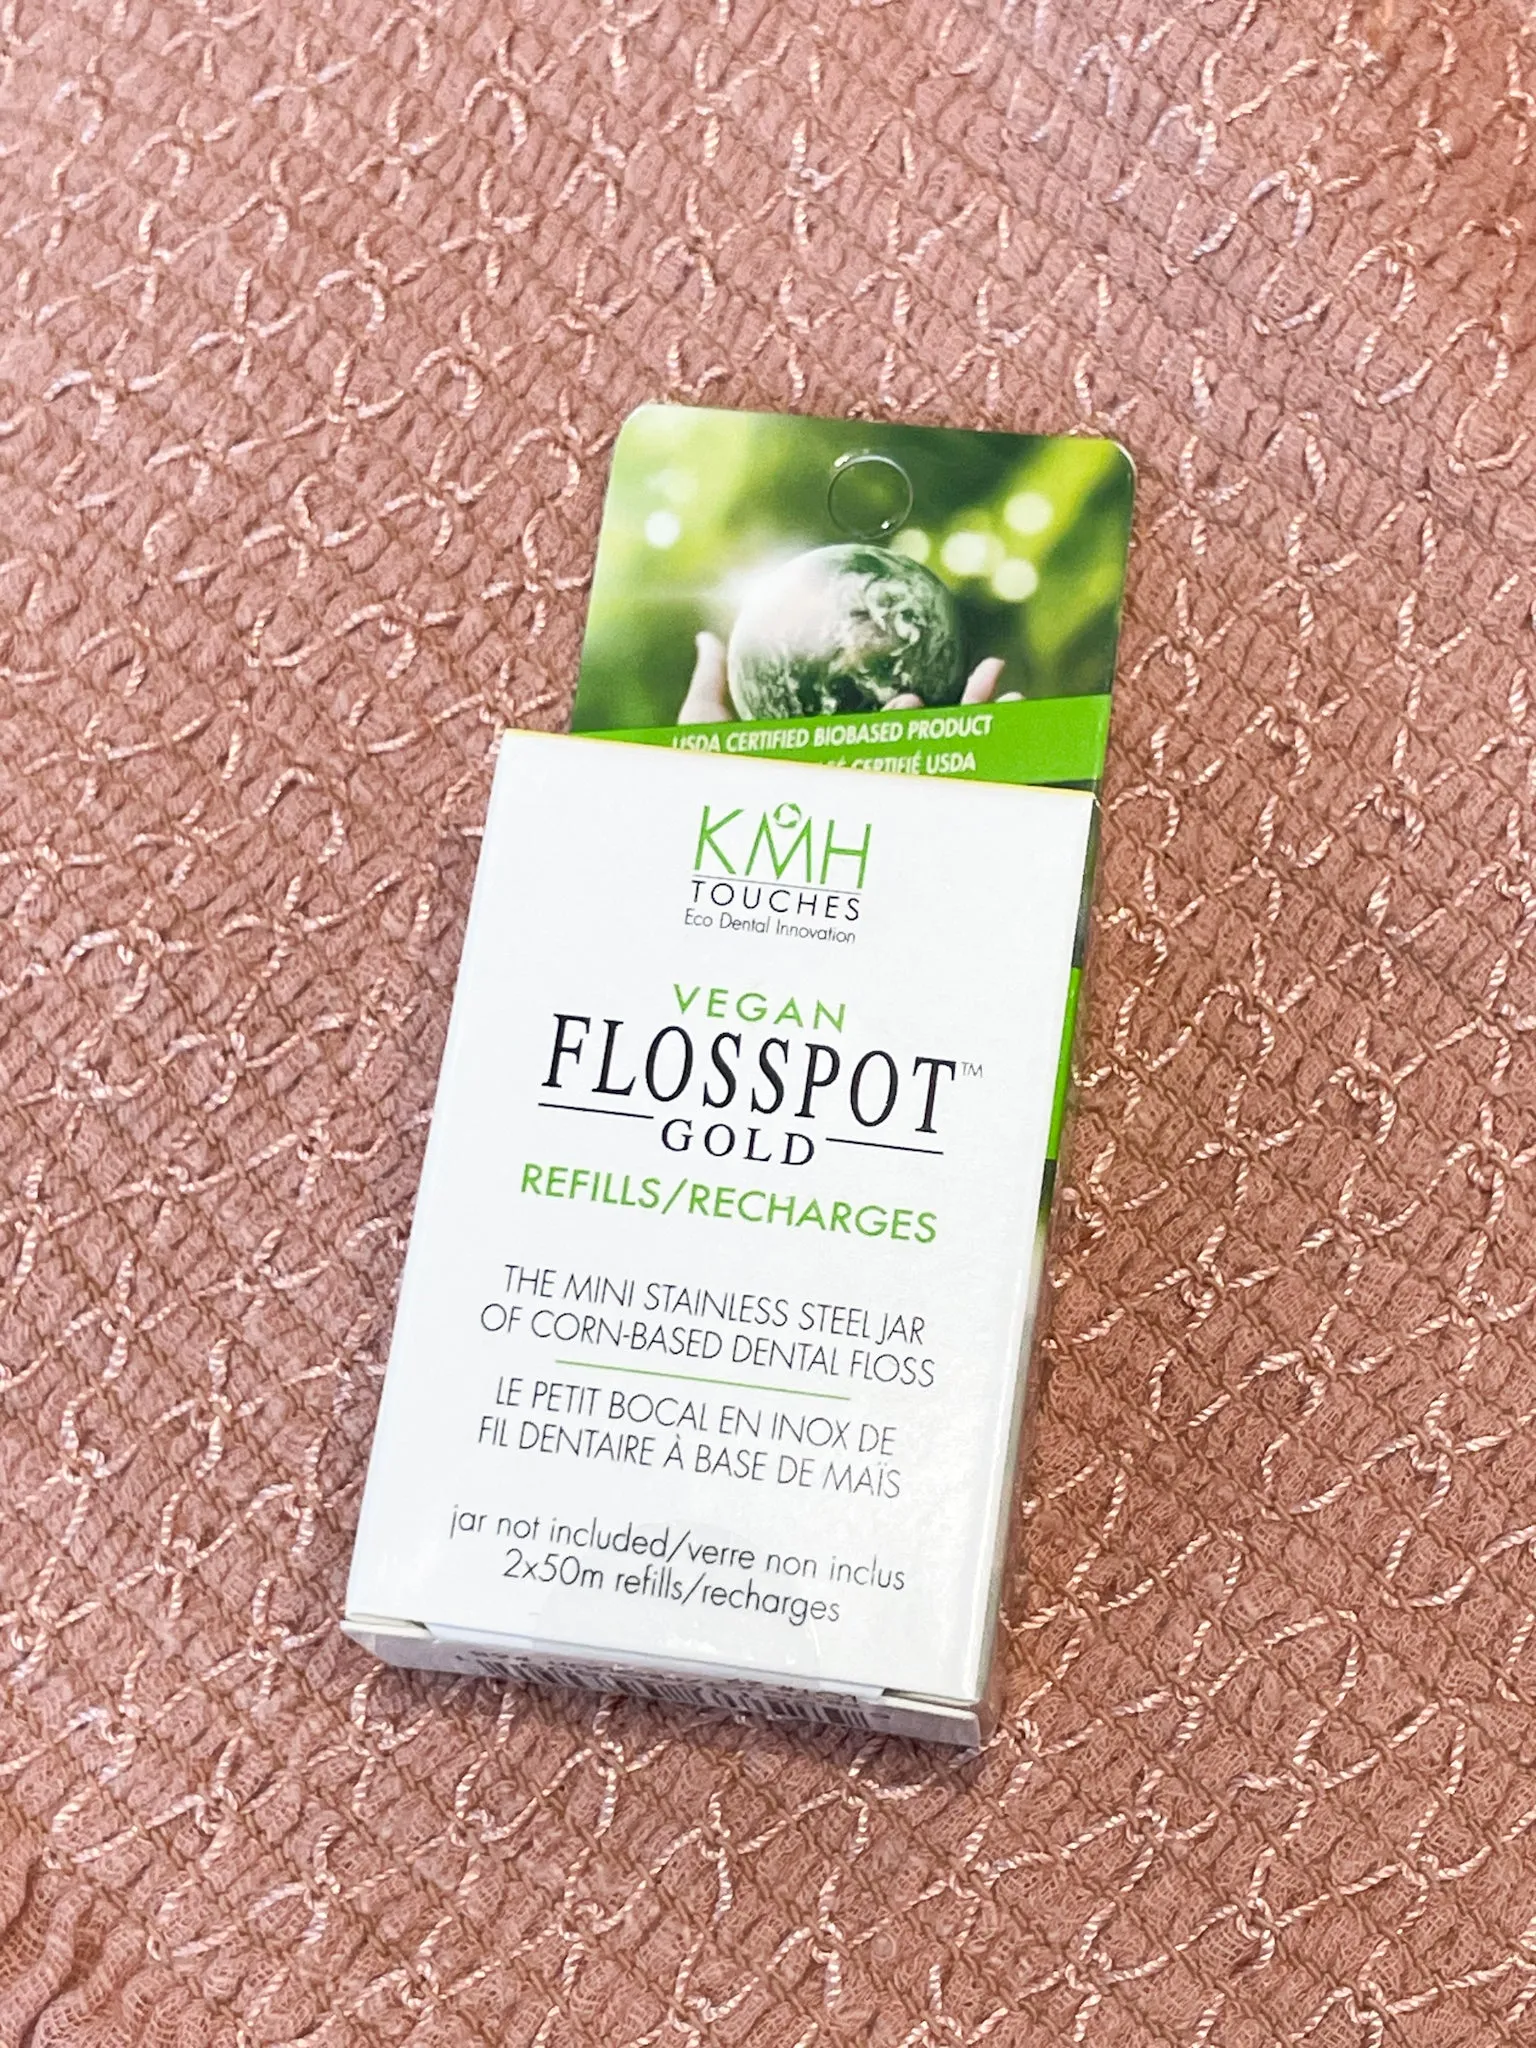 USDA CERTIFIED BIOBASED PRODUCT
CERTIFIÉ USDA
KMH
TOUCHES
Eco Dental Innovation
VEGAN
FLOSSPOT™
GOLD
REFILLS/RECHARGES
THE MINI STAINLESS STEEL JAR
OF CORN-BASED DENTAL FLOSS
LE PETIT BOCAL EN INOX DE
FIL DENTAIRE À BASE DE MAÏS
jar not included/verre non inclus
2x50m refills/recharges